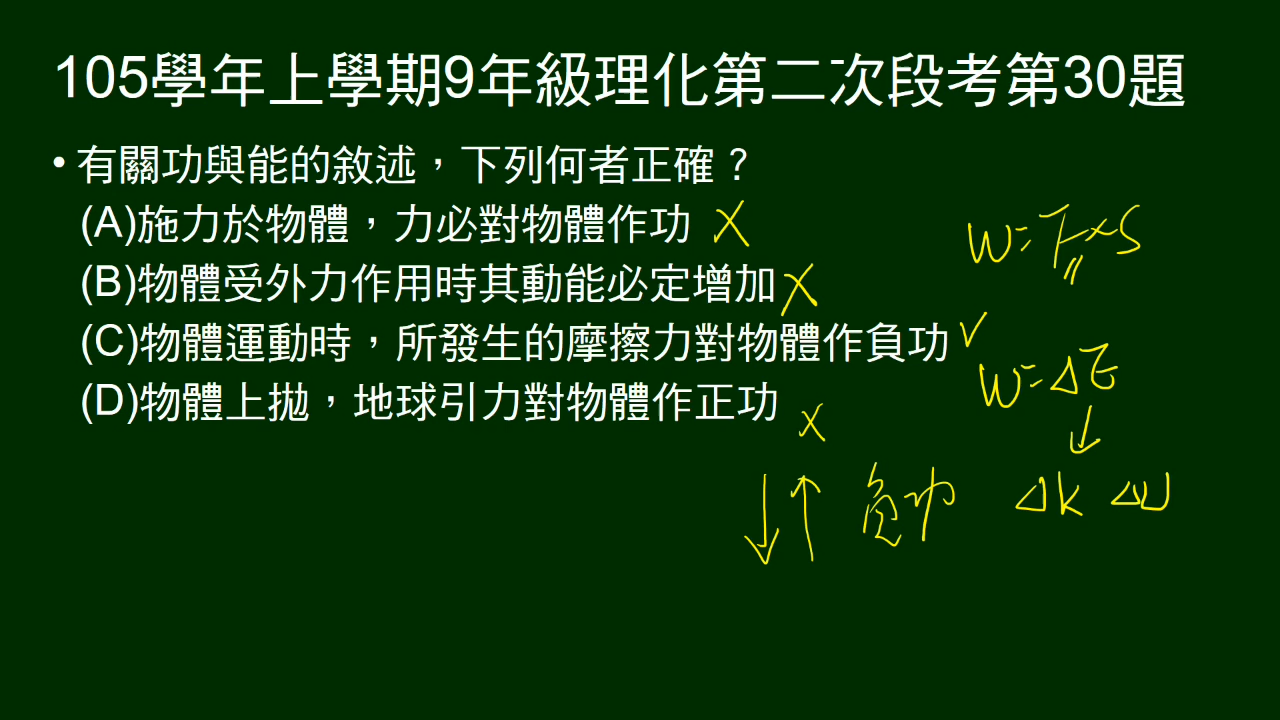 105學年上學期9年級理化第二次段考第30題
• 有關功與能的敘述，下列何者正確？
(A)施力於物體，力必對物體作功 X
W=F×S
(B)物體受外力作用時其動能必定增加 X
(C)物體運動時，所發生的摩擦力對物體作負功 ✓
W=ΔE
(D)物體上拋，地球引力對物體作正功 X
↓
↓↑ 負功 ΔK ΔU